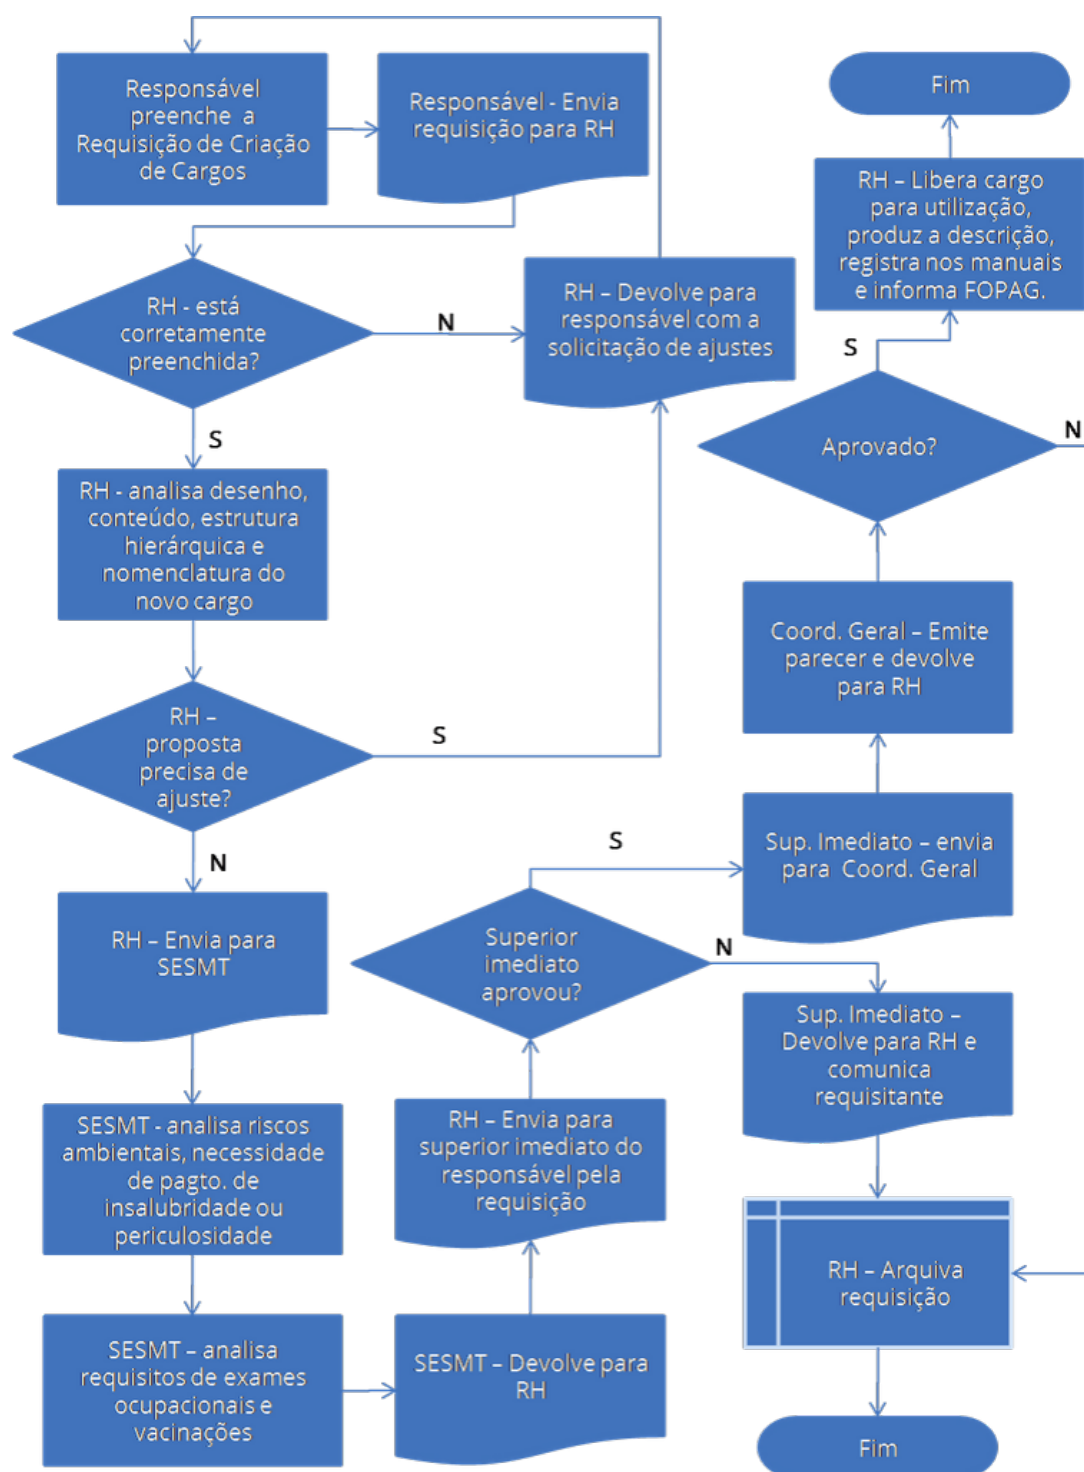 Responsável
preenche a
Requisição de Criação
de Cargos
Responsável - Envia
requisição para RH
Fim
RH – Libera cargo
para utilização,
produz a descrição,
registra nos manuais
e informa FOPAG.
RH - está
corretamente
preenchida?
N
RH – Devolve para
responsável com a
solicitação de ajustes
S
S
Aprovado?
N
RH - analisa desenho,
conteúdo, estrutura
hierárquica e
nomenclatura do
novo cargo
Coord. Geral – Emite
parecer e devolve
para RH
RH –
proposta
precisa de
ajuste?
S
N
S
Sup. Imediato – envia
para Coord. Geral
RH – Envia para
SESMT
Superior
imediato
aprovou?
N
Sup. Imediato –
Devolve para RH e
comunica
requisitante
SESMT - analisa riscos
ambientais, necessidade
de pagto. de
insalubridade ou
periculosidade
RH – Envia para
superior imediato do
responsável pela
requisição
RH – Arquiva
requisição
SESMT – analisa
requisitos de exames
ocupacionais e
vacinações
SESMT – Devolve para
RH
Fim